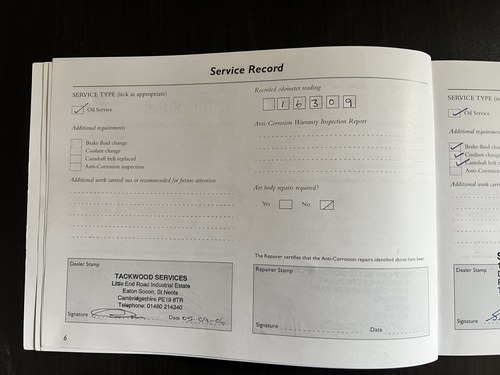 Service Record
SERVICE TYPE (tick as appropriate)
Oil Service
Additional requirements
Brake fluid change
Coolant change
Camshaft belt replaced
Anti-Corrosion inspection
Additional work carried out or recommended for future attention
Recorded odometer reading
1 6 3 0 9
Anti-Corrosion Warranty Inspection Report
Are body repairs required?
Yes No
The Repairer certifies that the Anti-Corrosion repairs identified above have been
Dealer Stamp
TACKWOOD SERVICES
Little End Road Industrial Estate
Eaton Socon, St.Neots
Cambridgeshire PE19 8TR
Telephone: 01480 214340
Signature Date
Repairer Stamp
Signature Date
6
SERVICE TYPE
Oil Service
Additional
Brake fluid
Coolant
Camshaft
Anti-Corr
Additional work
Dealer Stamp
Signature